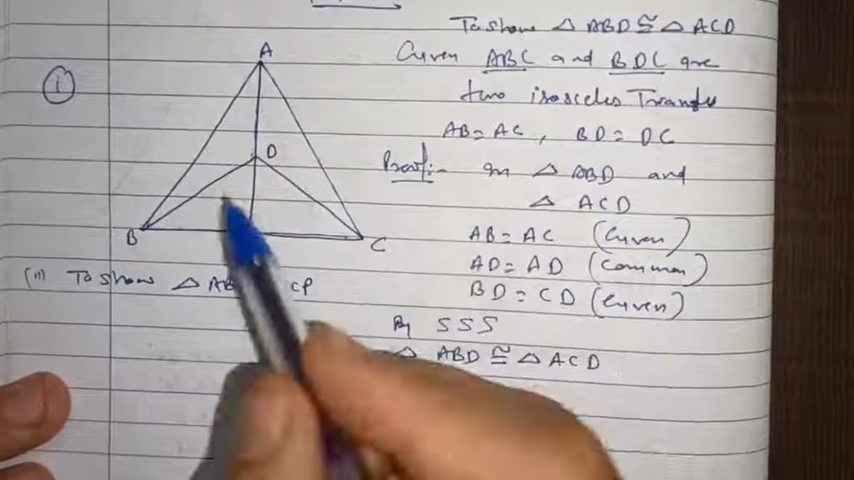 To show △ ABD ≅ △ ACD
Given ABC and BDC are
two isosceles Triangle
AB = AC , BD = DC
Proof:- In △ ABD and
△ ACD
AB = AC (Given)
AD = AD (Common)
BD = CD (Given)
By SSS
△ ABD ≅ △ ACD
(i)
A
D
B
C
(ii) To show △ AB CP